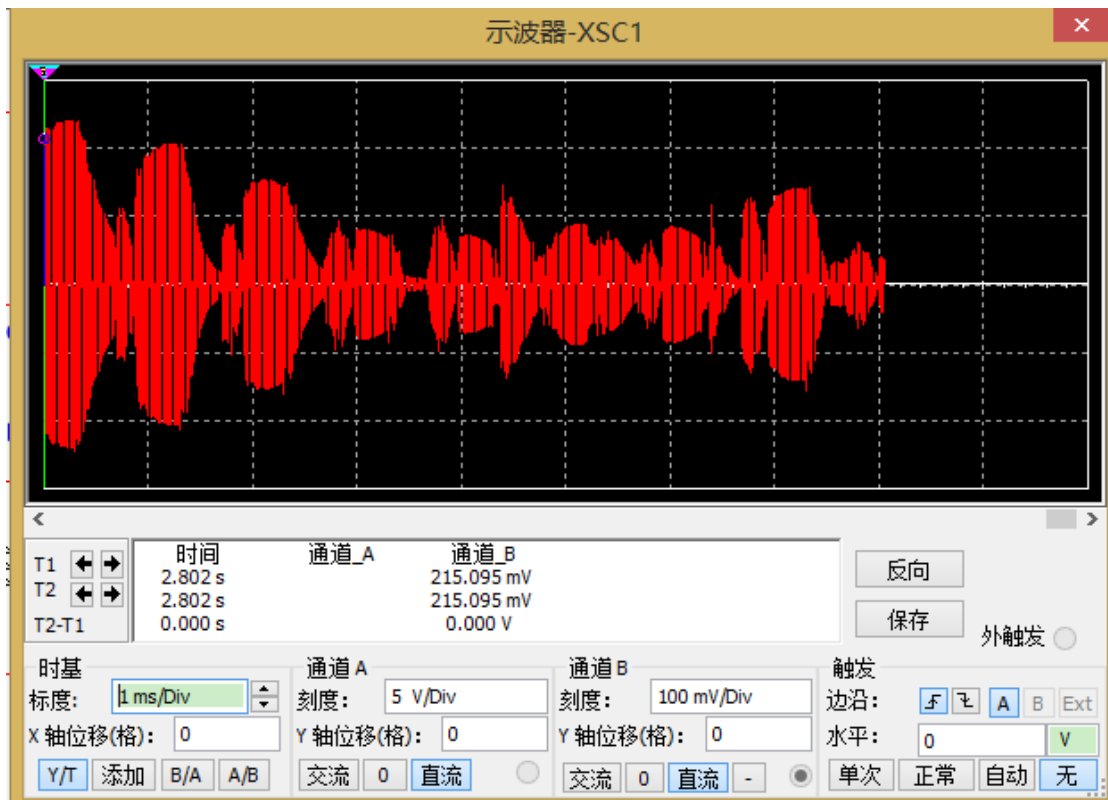 示波器-XSC1
×
T1
T2
T2-T1
时间 通道_A 通道_B
2.802 s 215.095 mV
2.802 s 215.095 mV
0.000 s 0.000 V
反向
保存
外触发
时基
标度： 1 ms/Div
X 轴位移(格)： 0
Y/T 添加 B/A A/B
通道 A
刻度： 5 V/Div
Y 轴位移(格)： 0
交流 0 直流
通道 B
刻度： 100 mV/Div
Y 轴位移(格)： 0
交流 0 直流 -
触发
边沿： A B Ext
水平： 0 V
单次 正常 自动 无